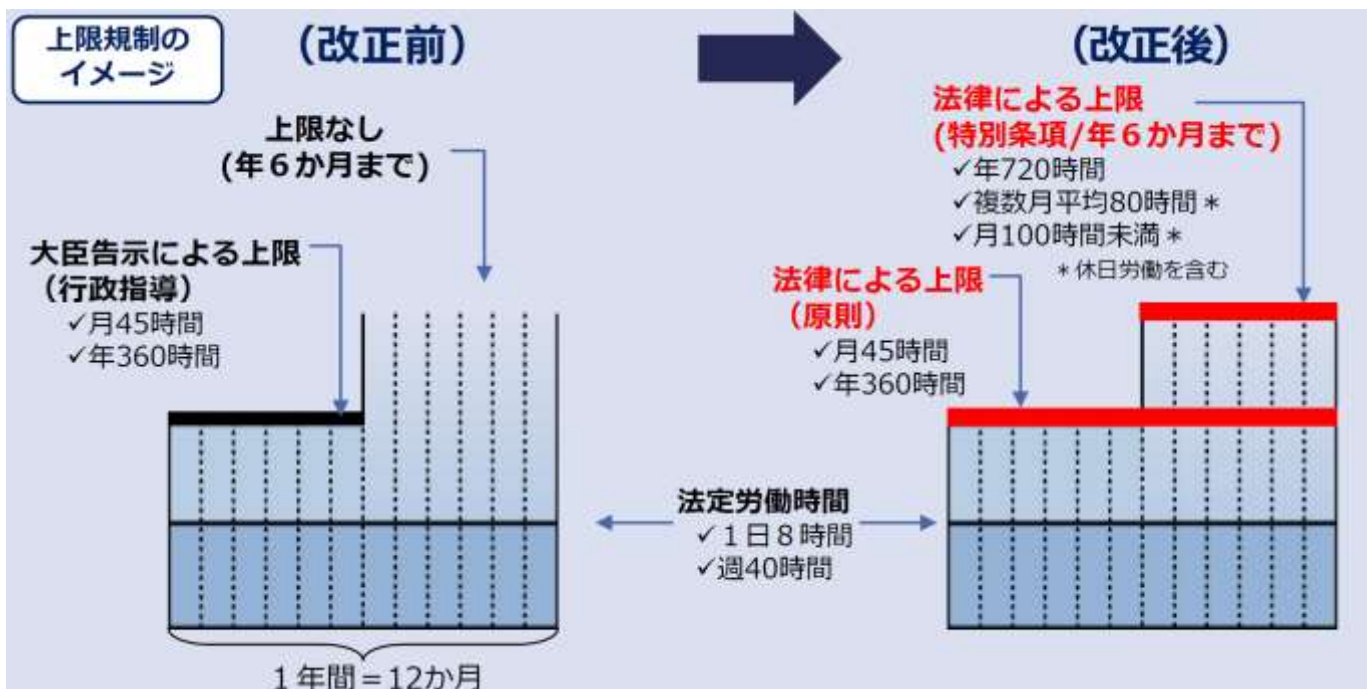 上限規制の
イメージ
（改正前）
（改正後）
上限なし
(年６か月まで)
大臣告示による上限
（行政指導）
✓月45時間
✓年360時間
法律による上限
(特別条項/年６か月まで)
✓年720時間
✓複数月平均80時間＊
✓月100時間未満＊
＊休日労働を含む
法律による上限
（原則）
✓月45時間
✓年360時間
法定労働時間
✓１日８時間
✓週40時間
１年間＝12か月